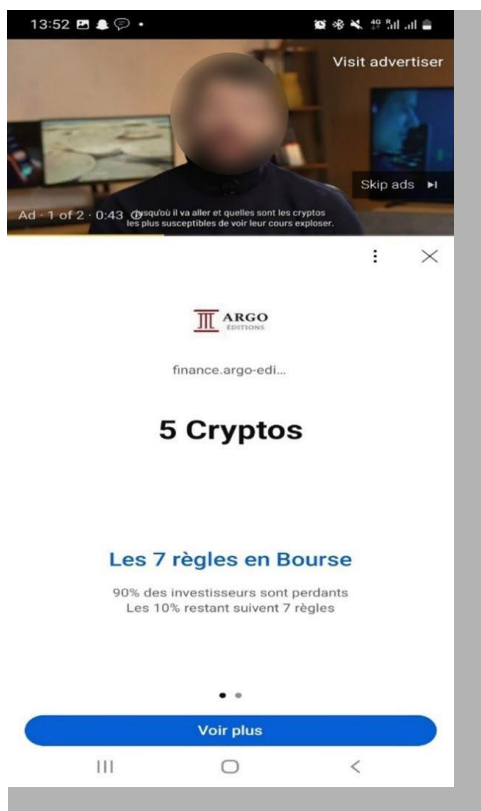 13:52
4G R
Visit advertiser
Skip ads
Ad · 1 of 2 · 0:43
jusqu'où il va aller et quelles sont les cryptos
les plus susceptibles de voir leur cours exploser.
ARGO
EDITIONS
finance.argo-edi...
5 Cryptos
Les 7 règles en Bourse
90% des investisseurs sont perdants
Les 10% restant suivent 7 règles
Voir plus